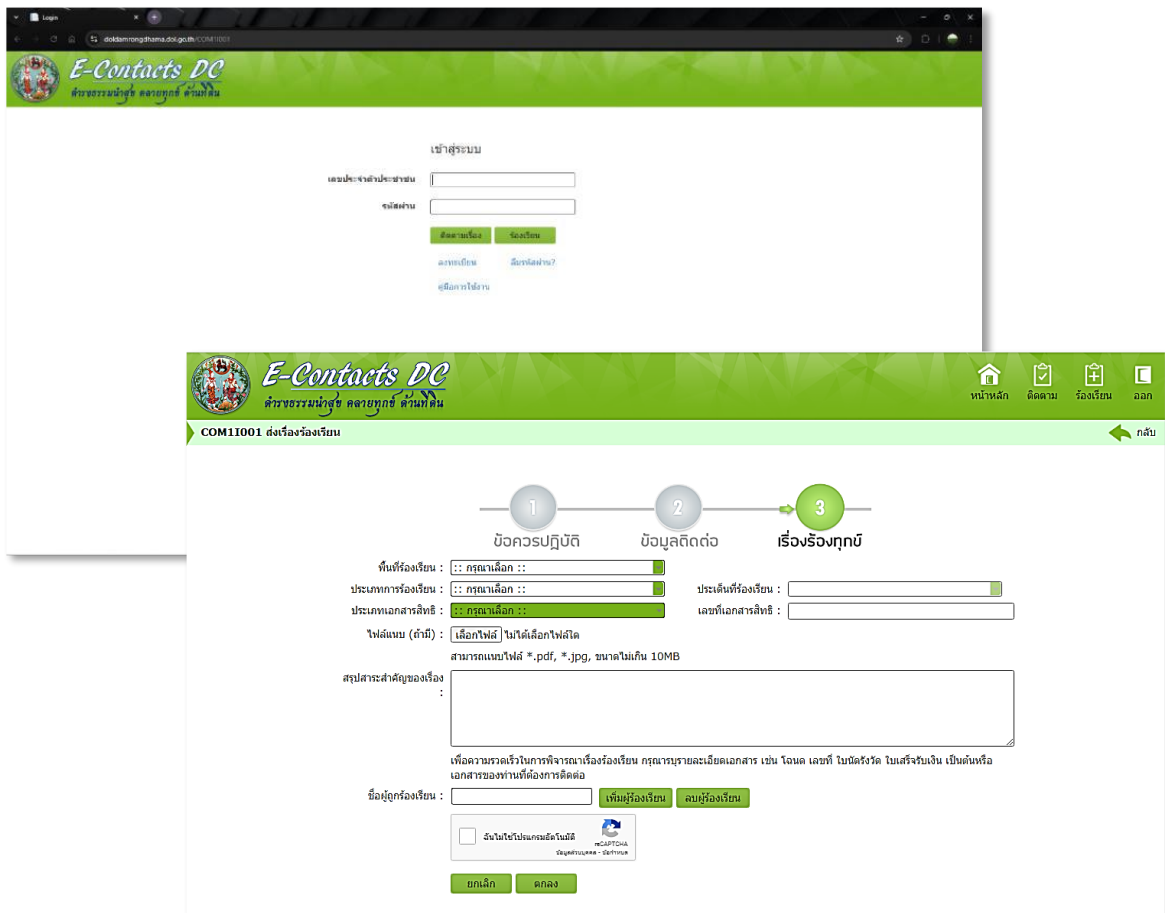 Login
doldamrongdhama.dol.go.th/COM1I001
E-Contacts DC
ดำรงธรรมนำสุข คลายทุกข์ ด้านที่ดิน
เข้าสู่ระบบ
เลขประจำตัวประชาชน
รหัสผ่าน
ติดตามเรื่อง ร้องเรียน
ลงทะเบียน ลืมรหัสผ่าน?
คู่มือการใช้งาน
E-Contacts DC
ดำรงธรรมนำสุข คลายทุกข์ ด้านที่ดิน
หน้าหลัก ติดตาม ร้องเรียน ออก
COM1I001 ส่งเรื่องร้องเรียน กลับ
1 2 3
ข้อควรปฎิบัติ ข้อมูลติดต่อ เรื่องร้องทุกข์
พื้นที่ร้องเรียน : :: กรุณาเลือก ::
ประเภทการร้องเรียน : :: กรุณาเลือก :: ประเด็นที่ร้องเรียน :
ประเภทเอกสารสิทธิ : :: กรุณาเลือก :: เลขที่เอกสารสิทธิ :
ไฟล์แนบ (ถ้ามี) : เลือกไฟล์ ไม่ได้เลือกไฟล์ใด
สามารถแนบไฟล์ *.pdf, *.jpg, ขนาดไม่เกิน 10MB
สรุปสาระสำคัญของเรื่อง
:
เพื่อความรวดเร็วในการพิจารณาเรื่องร้องเรียน กรุณาระบุรายละเอียดเอกสาร เช่น โฉนด เลขที่ ใบนัดรังวัด ใบเสร็จรับเงิน เป็นต้นหรือ
เอกสารของท่านที่ต้องการติดต่อ
ชื่อผู้ถูกร้องเรียน : เพิ่มผู้ร้องเรียน ลบผู้ร้องเรียน
ฉันไม่ใช่โปรแกรมอัตโนมัติ
reCAPTCHA
ข้อมูลส่วนบุคคล - ข้อกำหนด
ยกเลิก ตกลง